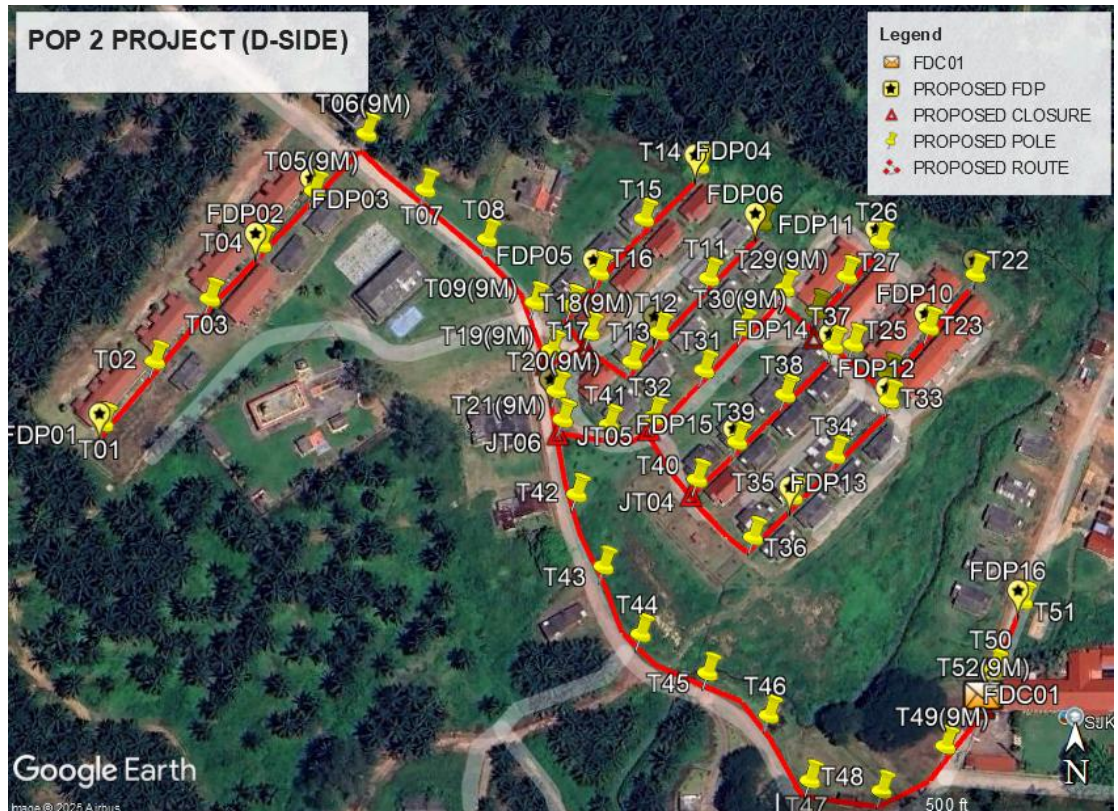 POP 2 PROJECT (D-SIDE)
Legend
FDC01
PROPOSED FDP
PROPOSED CLOSURE
PROPOSED POLE
PROPOSED ROUTE
T06(9M)
T05(9M)
FDP03
FDP02
T04
T03
T02
FDP01
T01
T07
T08
T14
FDP04
T15
FDP06
FDP05
T16
T11
FDP11
T26
T29(9M)
T27
T22
T09(9M)
T18(9M)
T12
T30(9M)
FDP10
T37
T19(9M)
T17
T13
FDP14
T25
T23
T20(9M)
T31
T38
FDP12
T41
T32
T33
T21(9M)
T39
T34
JT06
JT05
FDP15
T40
T42
JT04
T35
FDP13
T36
T43
T44
T45
T46
FDP16
T51
T50
T52(9M)
FDC01
T49(9M)
SJK
T48
T47
500 ft
N
Google Earth
Image © 2025 Airbus